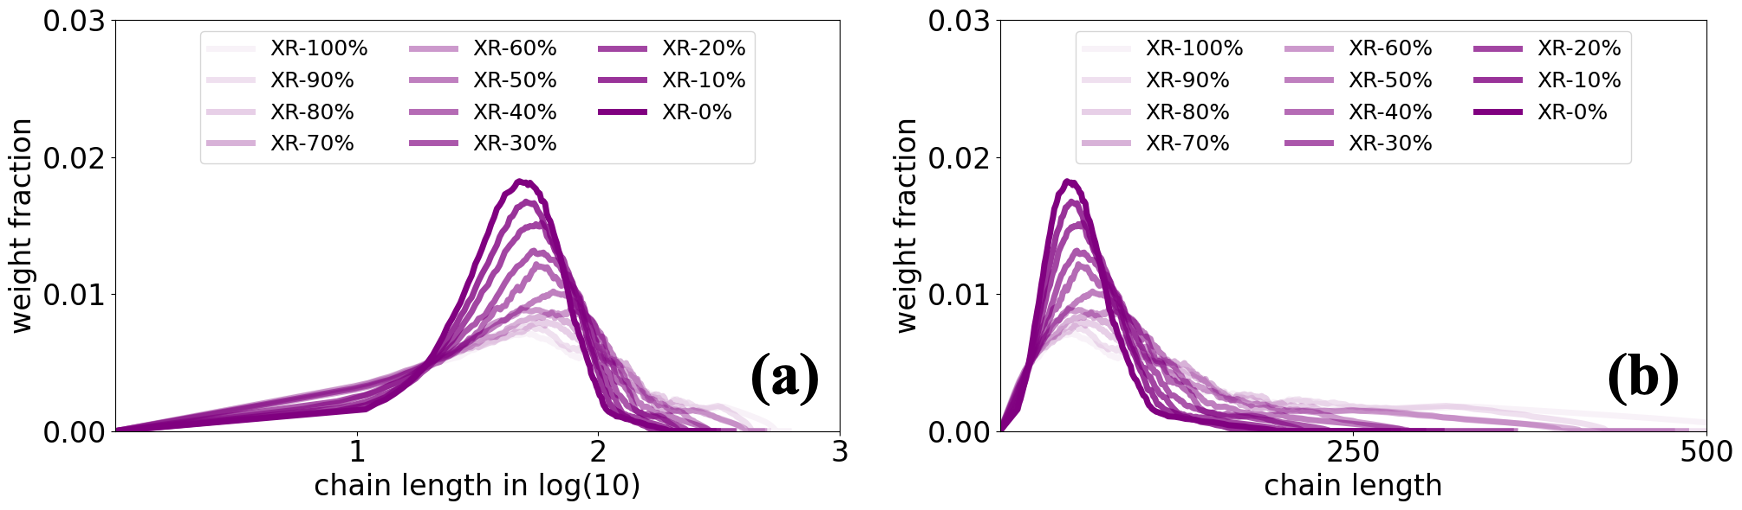 0.03
0.02
0.01
0.00
weight fraction
XR-100%
XR-90%
XR-80%
XR-70%
XR-60%
XR-50%
XR-40%
XR-30%
XR-20%
XR-10%
XR-0%
(a)
1 2 3
chain length in log(10)
0.03
0.02
0.01
0.00
weight fraction
XR-100%
XR-90%
XR-80%
XR-70%
XR-60%
XR-50%
XR-40%
XR-30%
XR-20%
XR-10%
XR-0%
(b)
250 500
chain length